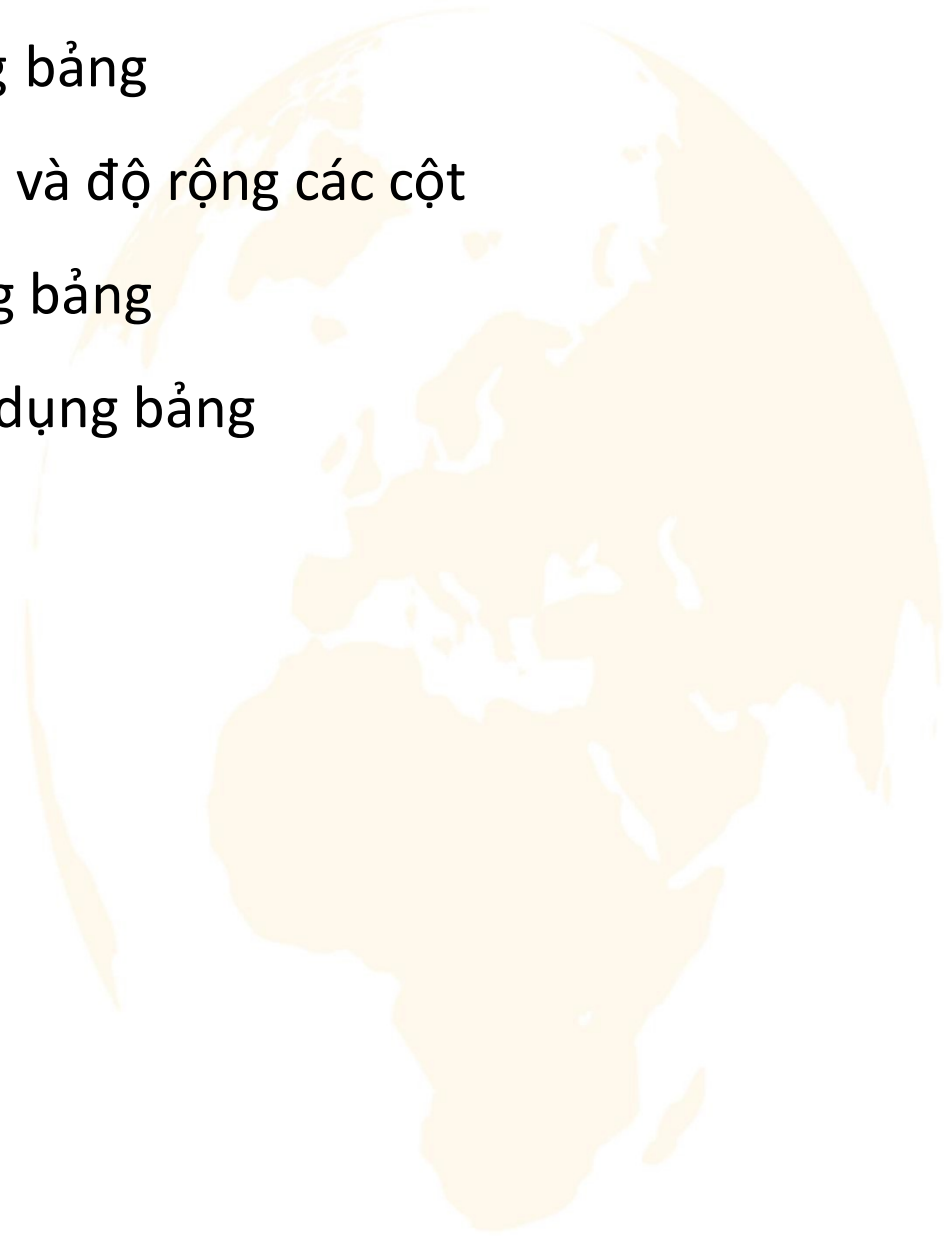 bảng
và độ rộng các cột
bảng
dụng bảng